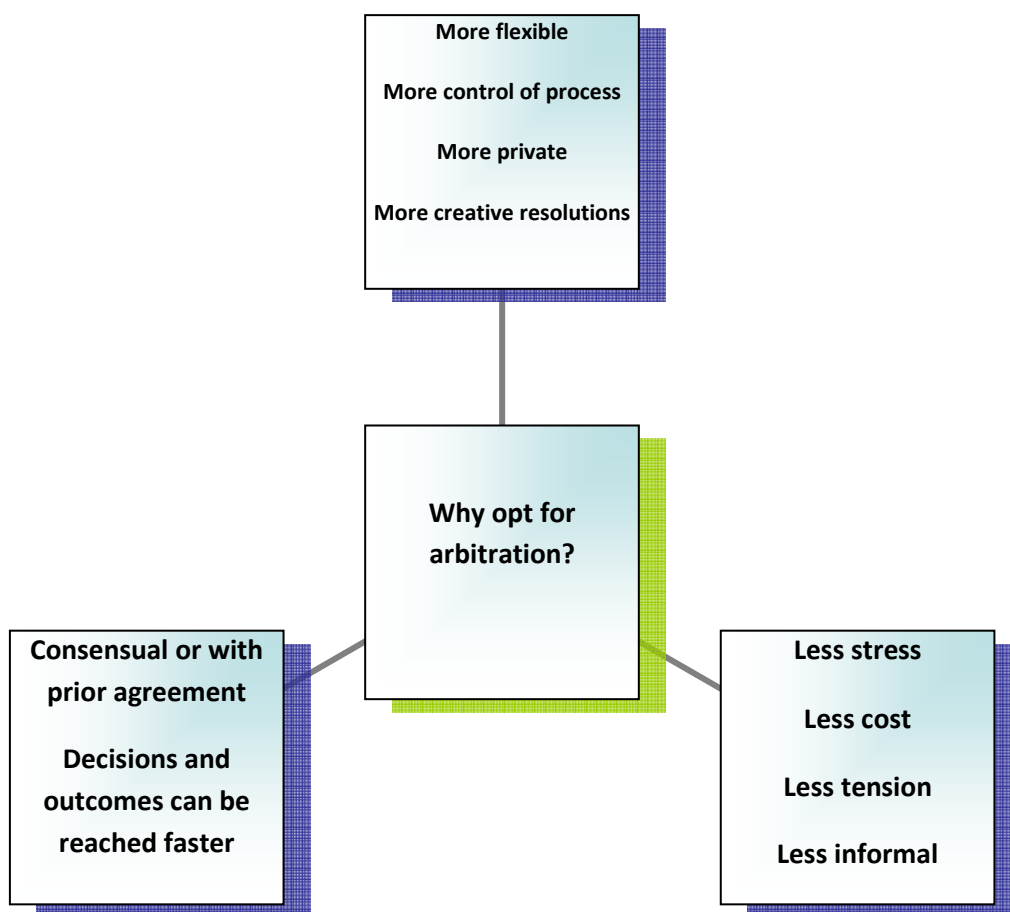 More flexible
More control of process
More private
More creative resolutions
Why opt for
arbitration?
Consensual or with
prior agreement
Decisions and
outcomes can be
reached faster
Less stress
Less cost
Less tension
Less informal